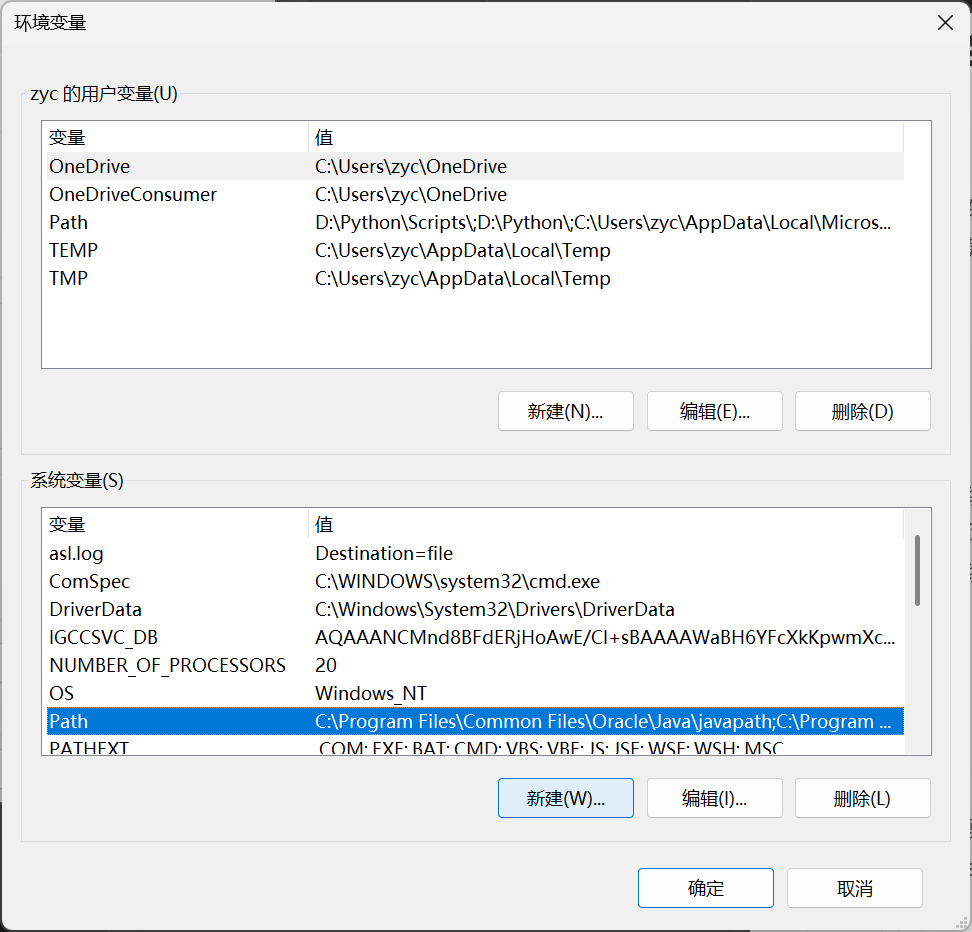 环境变量
zyc 的用户变量(U)
变量 值
OneDrive C:\Users\zyc\OneDrive
OneDriveConsumer C:\Users\zyc\OneDrive
Path D:\Python\Scripts\;D:\Python\;C:\Users\zyc\AppData\Local\Micros...
TEMP C:\Users\zyc\AppData\Local\Temp
TMP C:\Users\zyc\AppData\Local\Temp
新建(N)... 编辑(E)... 删除(D)
系统变量(S)
变量 值
asl.log Destination=file
ComSpec C:\WINDOWS\system32\cmd.exe
DriverData C:\Windows\System32\Drivers\DriverData
IGCCSVC_DB AQAAANCMnd8BFdERjHoAwE/Cl+sBAAAAWaBH6YFcXkKpwmXc...
NUMBER_OF_PROCESSORS 20
OS Windows_NT
Path C:\Program Files\Common Files\Oracle\Java\javapath;C:\Program ...
PATHEXT .COM;.EXE;.BAT;.CMD;.VBS;.VBE;.JS;.JSE;.WSF;.WSH;.MSC
新建(W)... 编辑(I)... 删除(L)
确定 取消